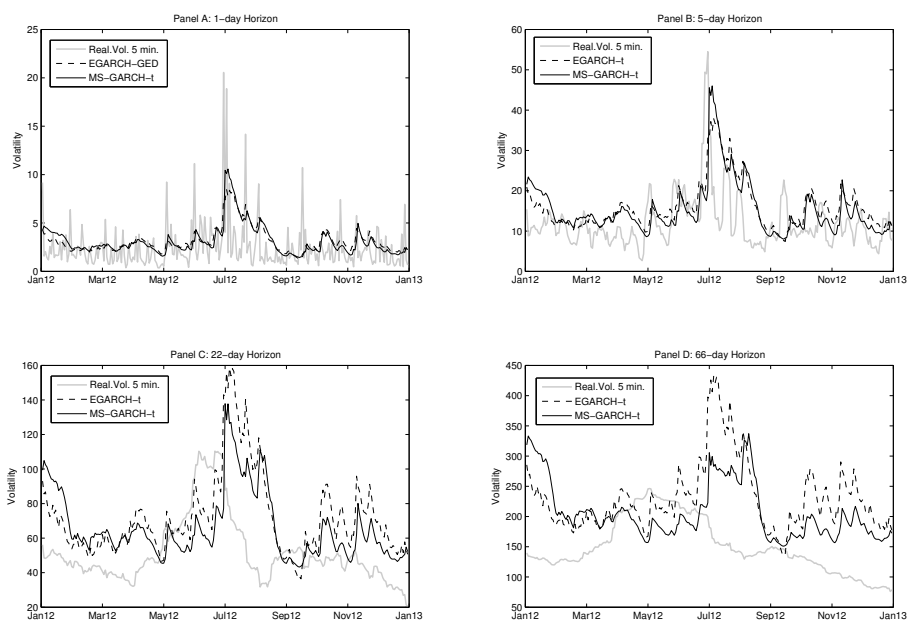 Panel A: 1−day Horizon
25
20
15
10
5
0
Volatility
Real.Vol. 5 min.
EGARCH−GED
MS−GARCH−t
Jan12 Mar12 May12 Jul12 Sep12 Nov12 Jan13
Panel B: 5−day Horizon
60
50
40
30
20
10
0
Volatility
Real.Vol. 5 min.
EGARCH−t
MS−GARCH−t
Jan12 Mar12 May12 Jul12 Sep12 Nov12 Jan13
Panel C: 22−day Horizon
160
140
120
100
80
60
40
20
Volatility
Real.Vol. 5 min.
EGARCH−t
MS−GARCH−t
Jan12 Mar12 May12 Jul12 Sep12 Nov12 Jan13
Panel D: 66−day Horizon
450
400
350
300
250
200
150
100
50
Volatility
Real.Vol. 5 min.
EGARCH−t
MS−GARCH−t
Jan12 Mar12 May12 Jul12 Sep12 Nov12 Jan13